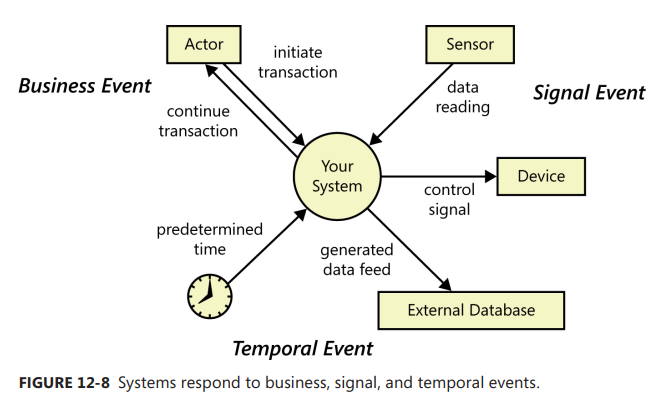 Actor
initiate
transaction
Sensor
Business Event
data
reading
Signal Event
continue
transaction
Your
System
Device
control
signal
predetermined
time
generated
data feed
External Database
Temporal Event
FIGURE 12-8 Systems respond to business, signal, and temporal events.